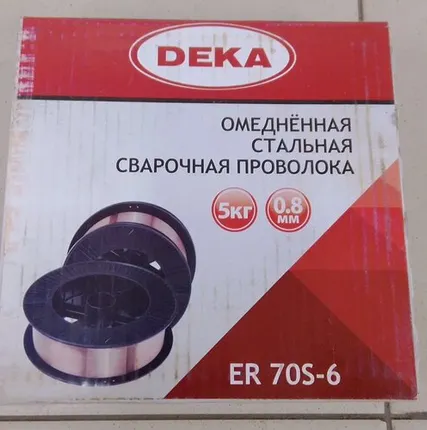 DEKA
ОМЕДНЁННАЯ
СТАЛЬНАЯ
СВАРОЧНАЯ ПРОВОЛОКА
5КГ
0.8
ММ
ER 70S-6